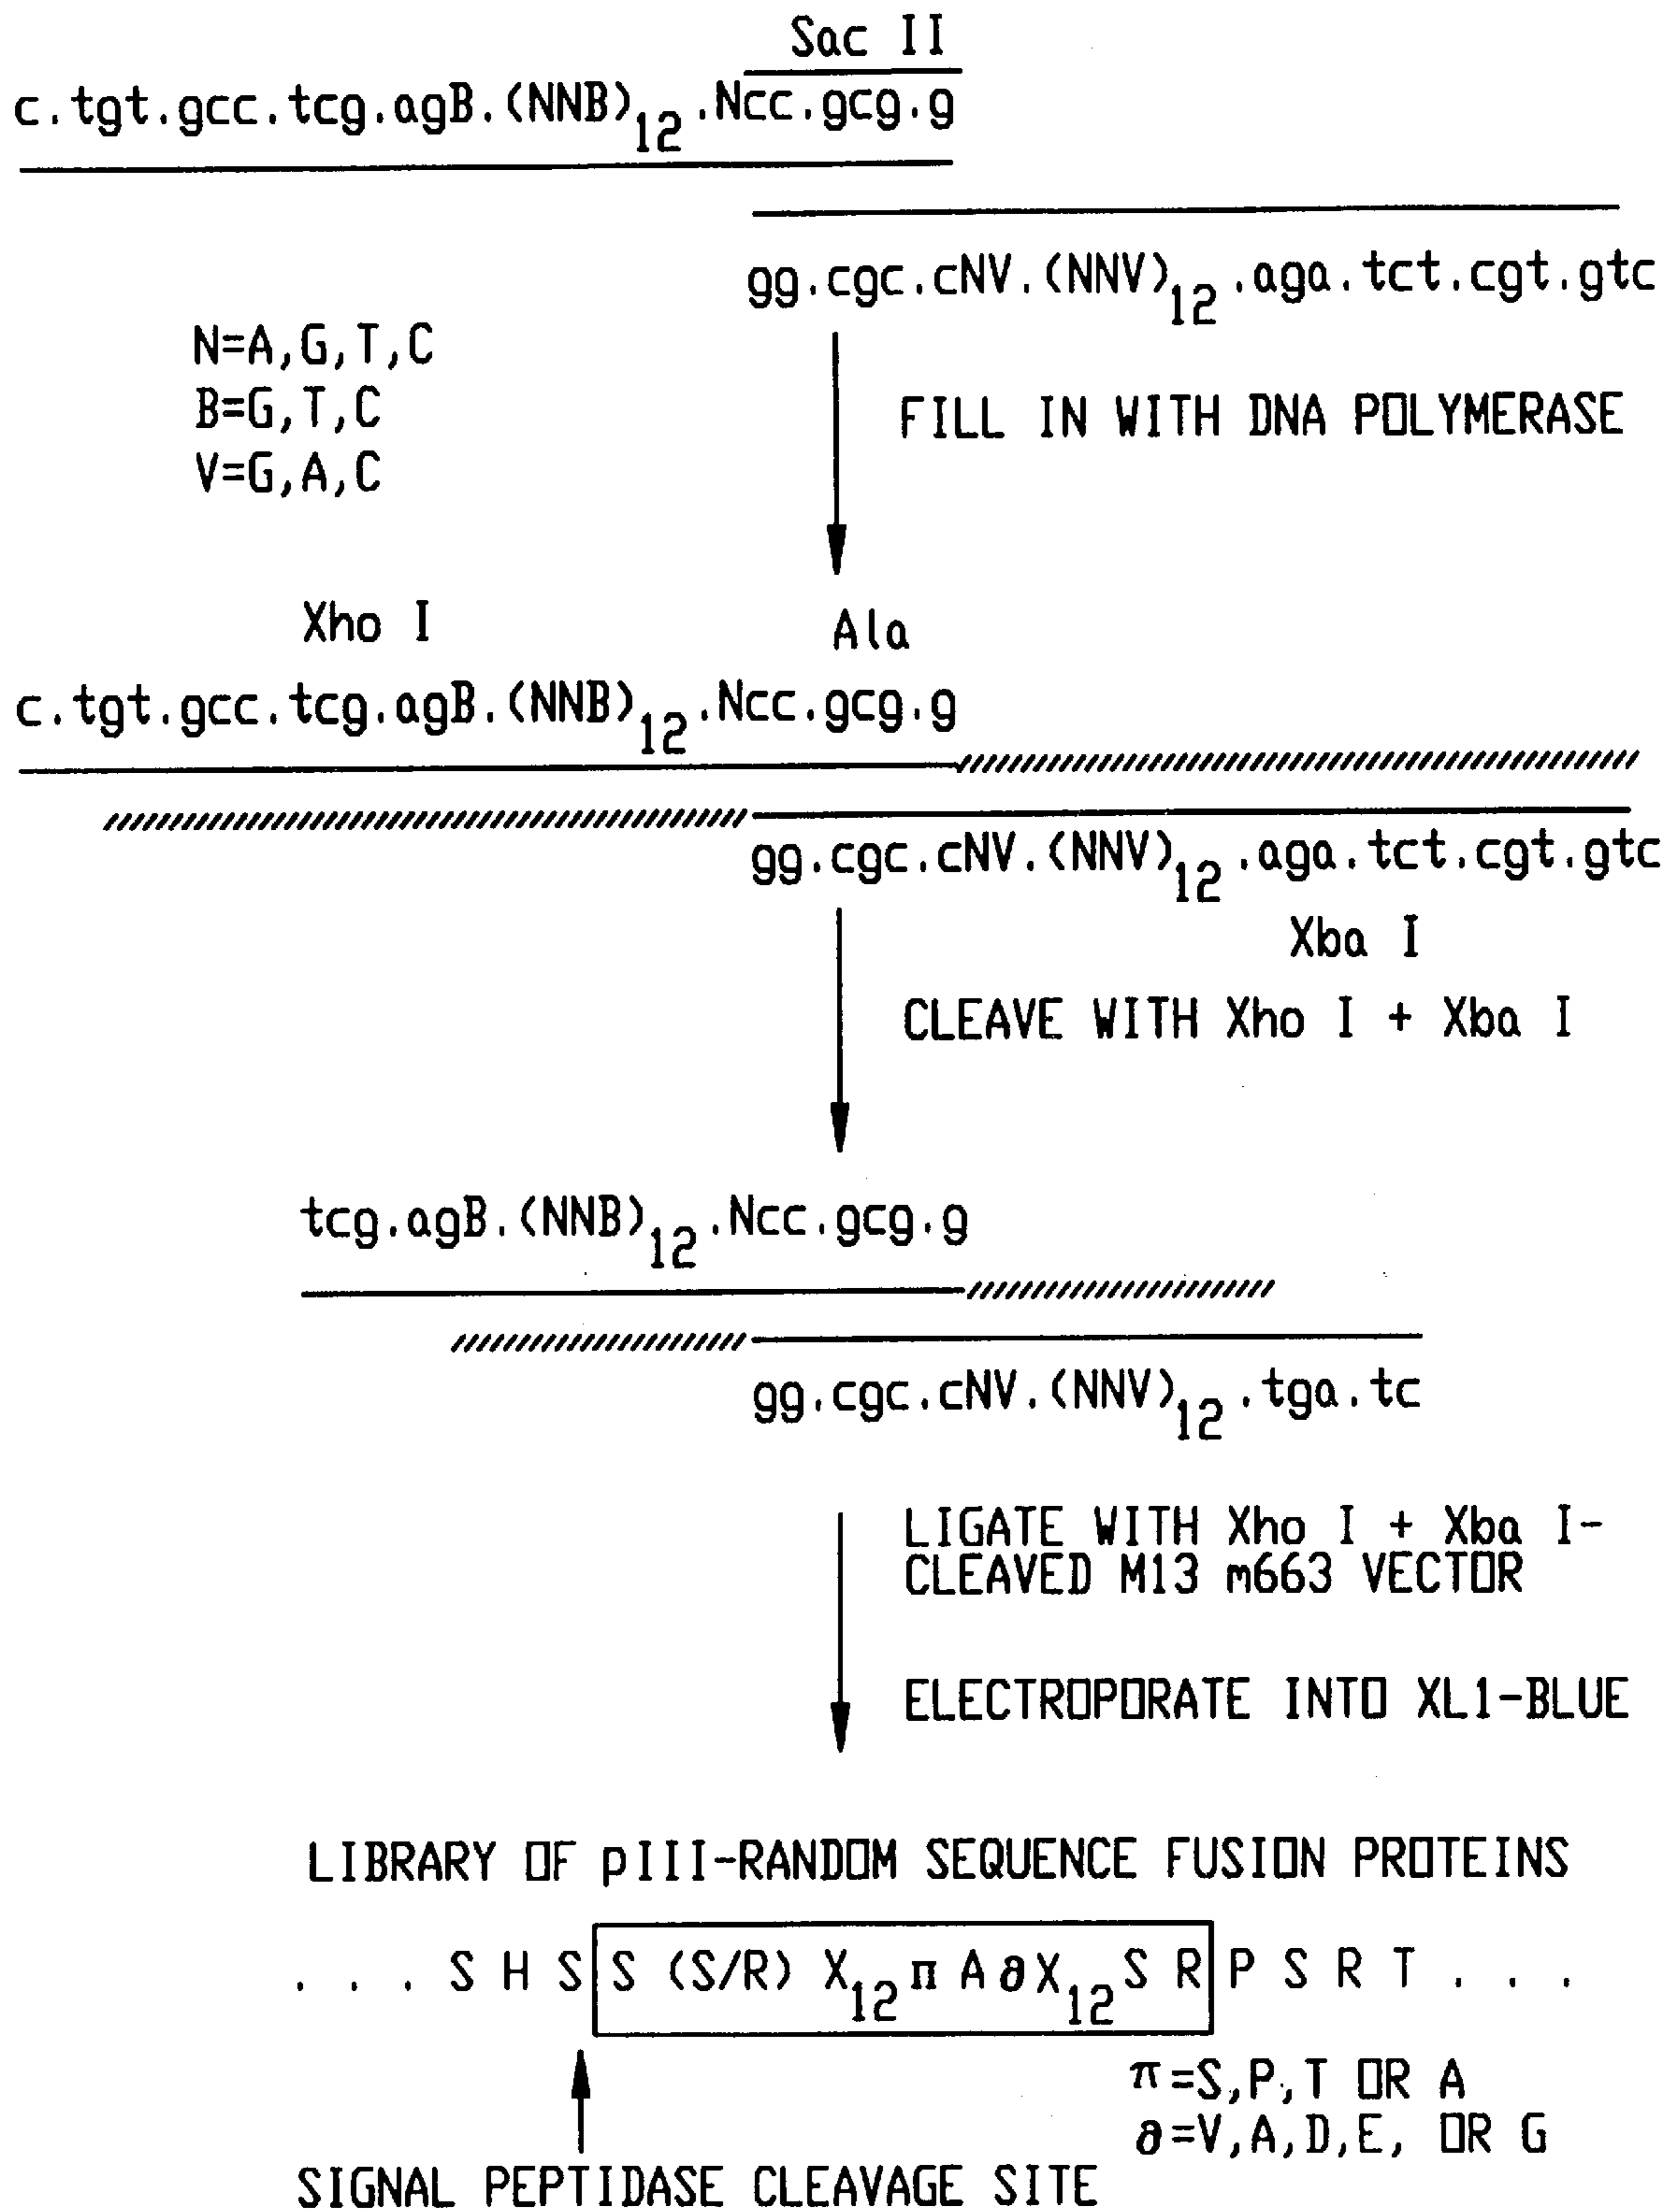 Sac II
c.tgt.gcc.tcg.agB.(NNB)12.Ncc.gcg.g
gg.cgc.cNV.(NNV)12.aga.tct.cgt.gtc
N=A,G,T,C
B=G,T,C
V=G,A,C
FILL IN WITH DNA POLYMERASE
Xho I Ala
c.tgt.gcc.tcg.agB.(NNB)12.Ncc.gcg.g
gg.cgc.cNV.(NNV)12.aga.tct.cgt.gtc
Xba I
CLEAVE WITH Xho I + Xba I
tcg.agB.(NNB)12.Ncc.gcg.g
gg.cgc.cNV.(NNV)12.tga.tc
LIGATE WITH Xho I + Xba I-
CLEAVED M13 m663 VECTOR
ELECTROPORATE INTO XL1-BLUE
LIBRARY OF pIII-RANDOM SEQUENCE FUSION PROTEINS
. . . S H S S (S/R) X12 π A ∂ X12 S R P S R T . . .
π=S,P,T OR A
∂=V,A,D,E, OR G
SIGNAL PEPTIDASE CLEAVAGE SITE